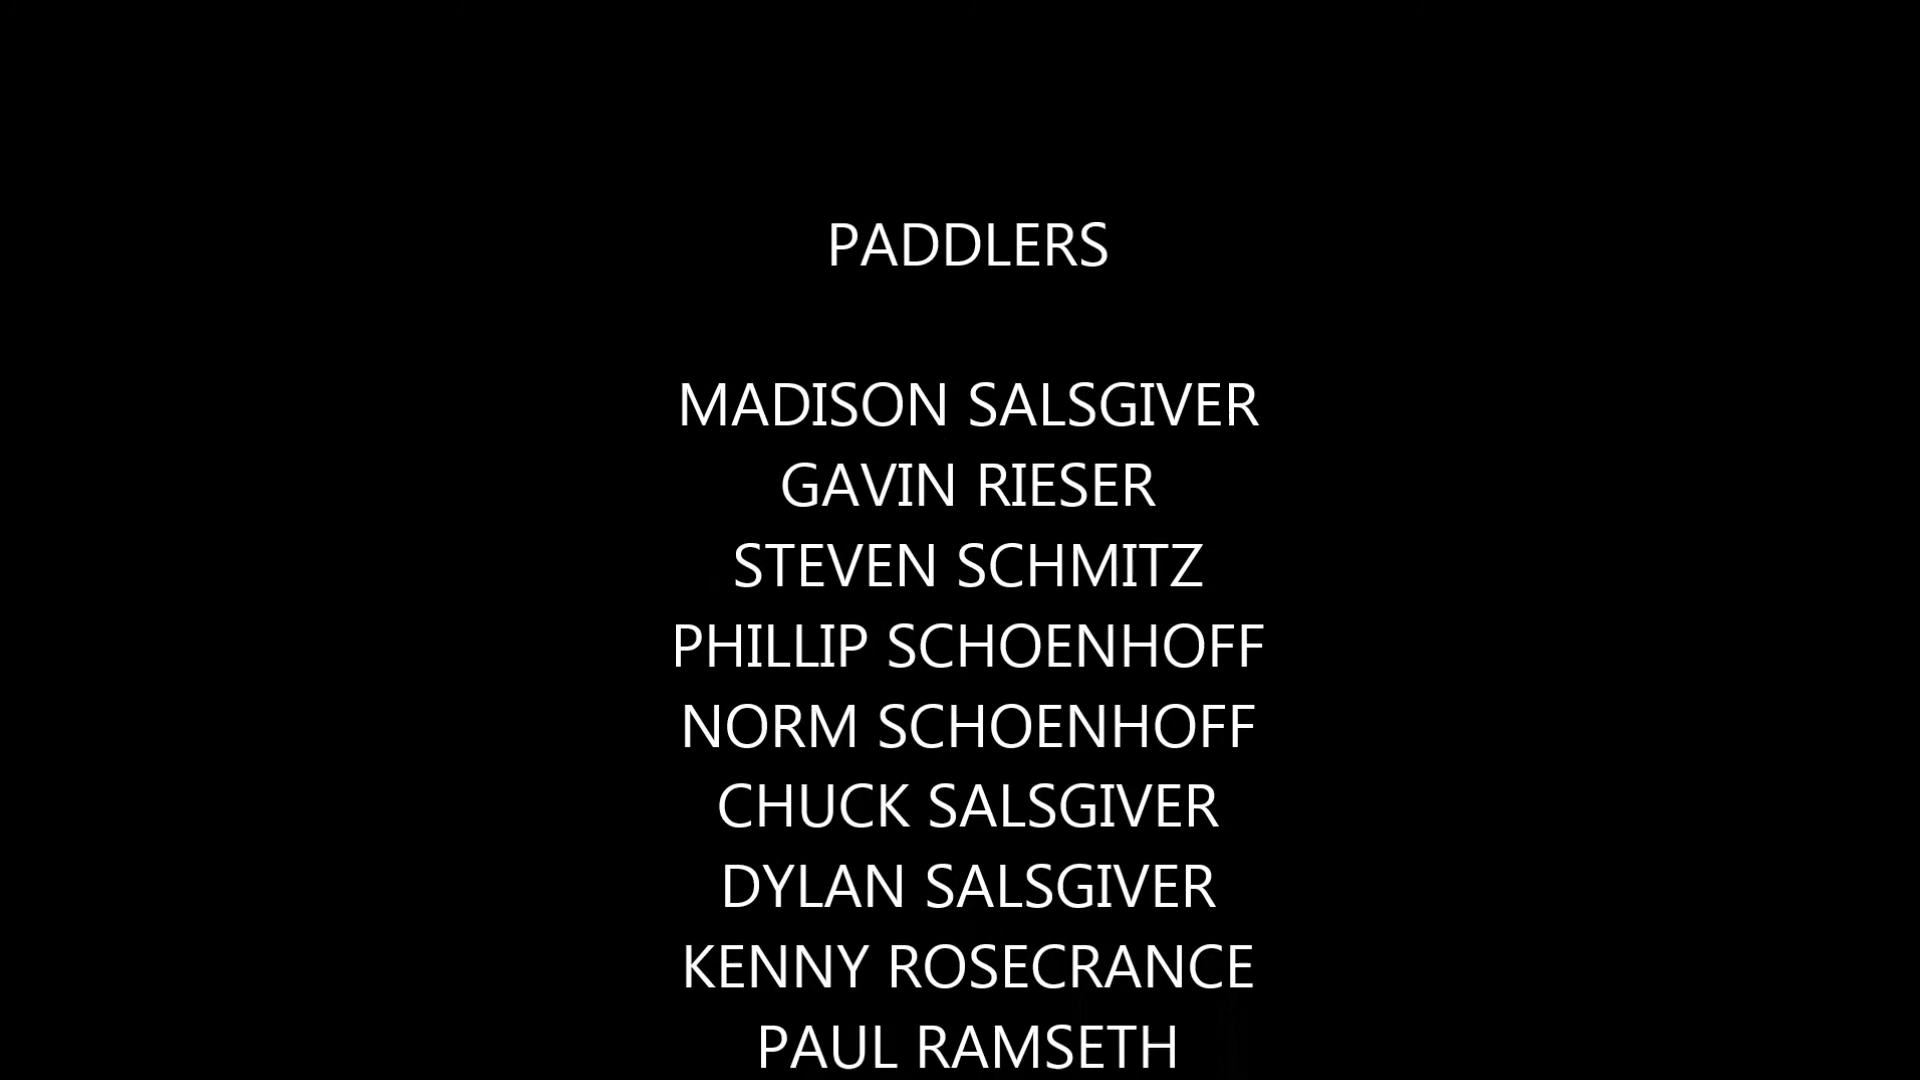 PADDLERS
MADISON SALSGIVER
GAVIN RIESER
STEVEN SCHMITZ
PHILLIP SCHOENHOFF
NORM SCHOENHOFF
CHUCK SALSGIVER
DYLAN SALSGIVER
KENNY ROSECRANCE
PAUL RAMSETH